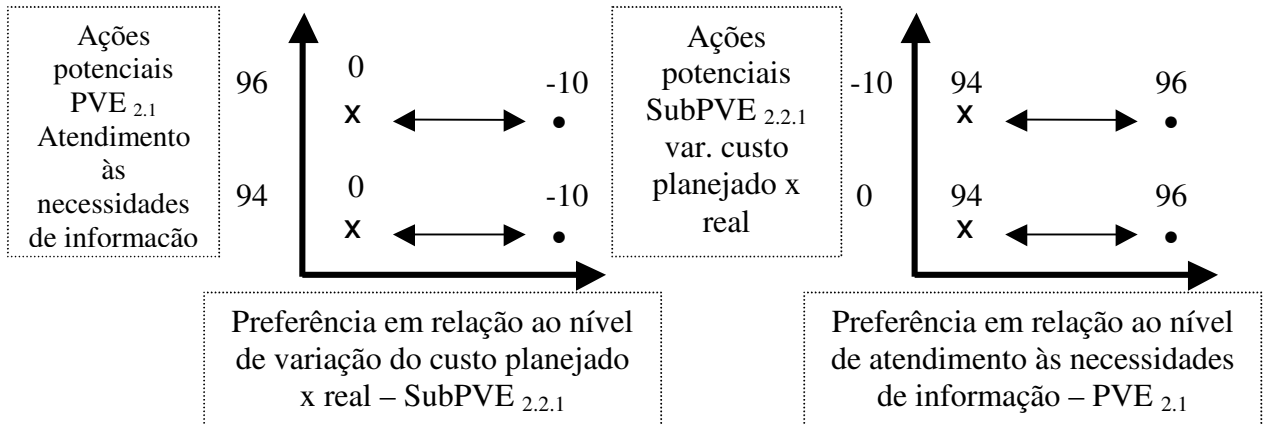 Ações
potenciais
PVE 2.1
Atendimento
às
necessidades
de informacão
96
0
-10
x
94
0
-10
x
Preferência em relação ao nível
de variação do custo planejado
x real – SubPVE 2.2.1
Ações
potenciais
SubPVE 2.2.1
var. custo
planejado x
real
-10
94
96
x
0
94
96
x
Preferência em relação ao nível
de atendimento às necessidades
de informação – PVE 2.1